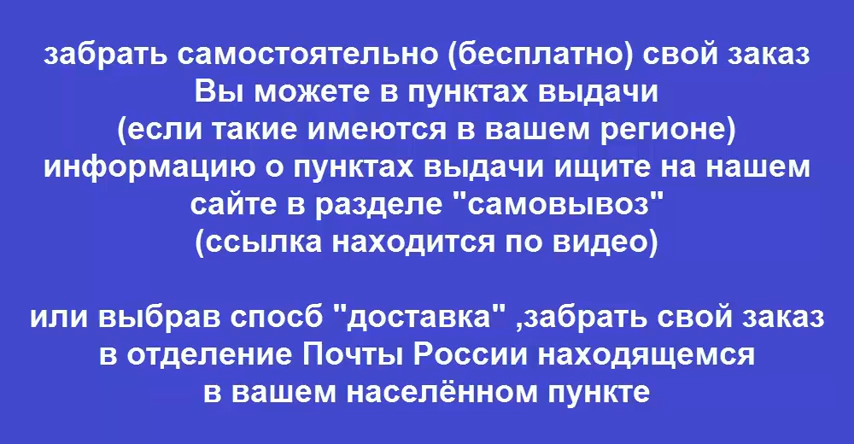 забрать самостоятельно (бесплатно) свой заказ
Вы можете в пунктах выдачи
(если такие имеются в вашем регионе)
информацию о пунктах выдачи ищите на нашем
сайте в разделе "самовывоз"
(ссылка находится по видео)
или выбрав спосб "доставка" ,забрать свой заказ
в отделение Почты России находящемся
в вашем населённом пункте